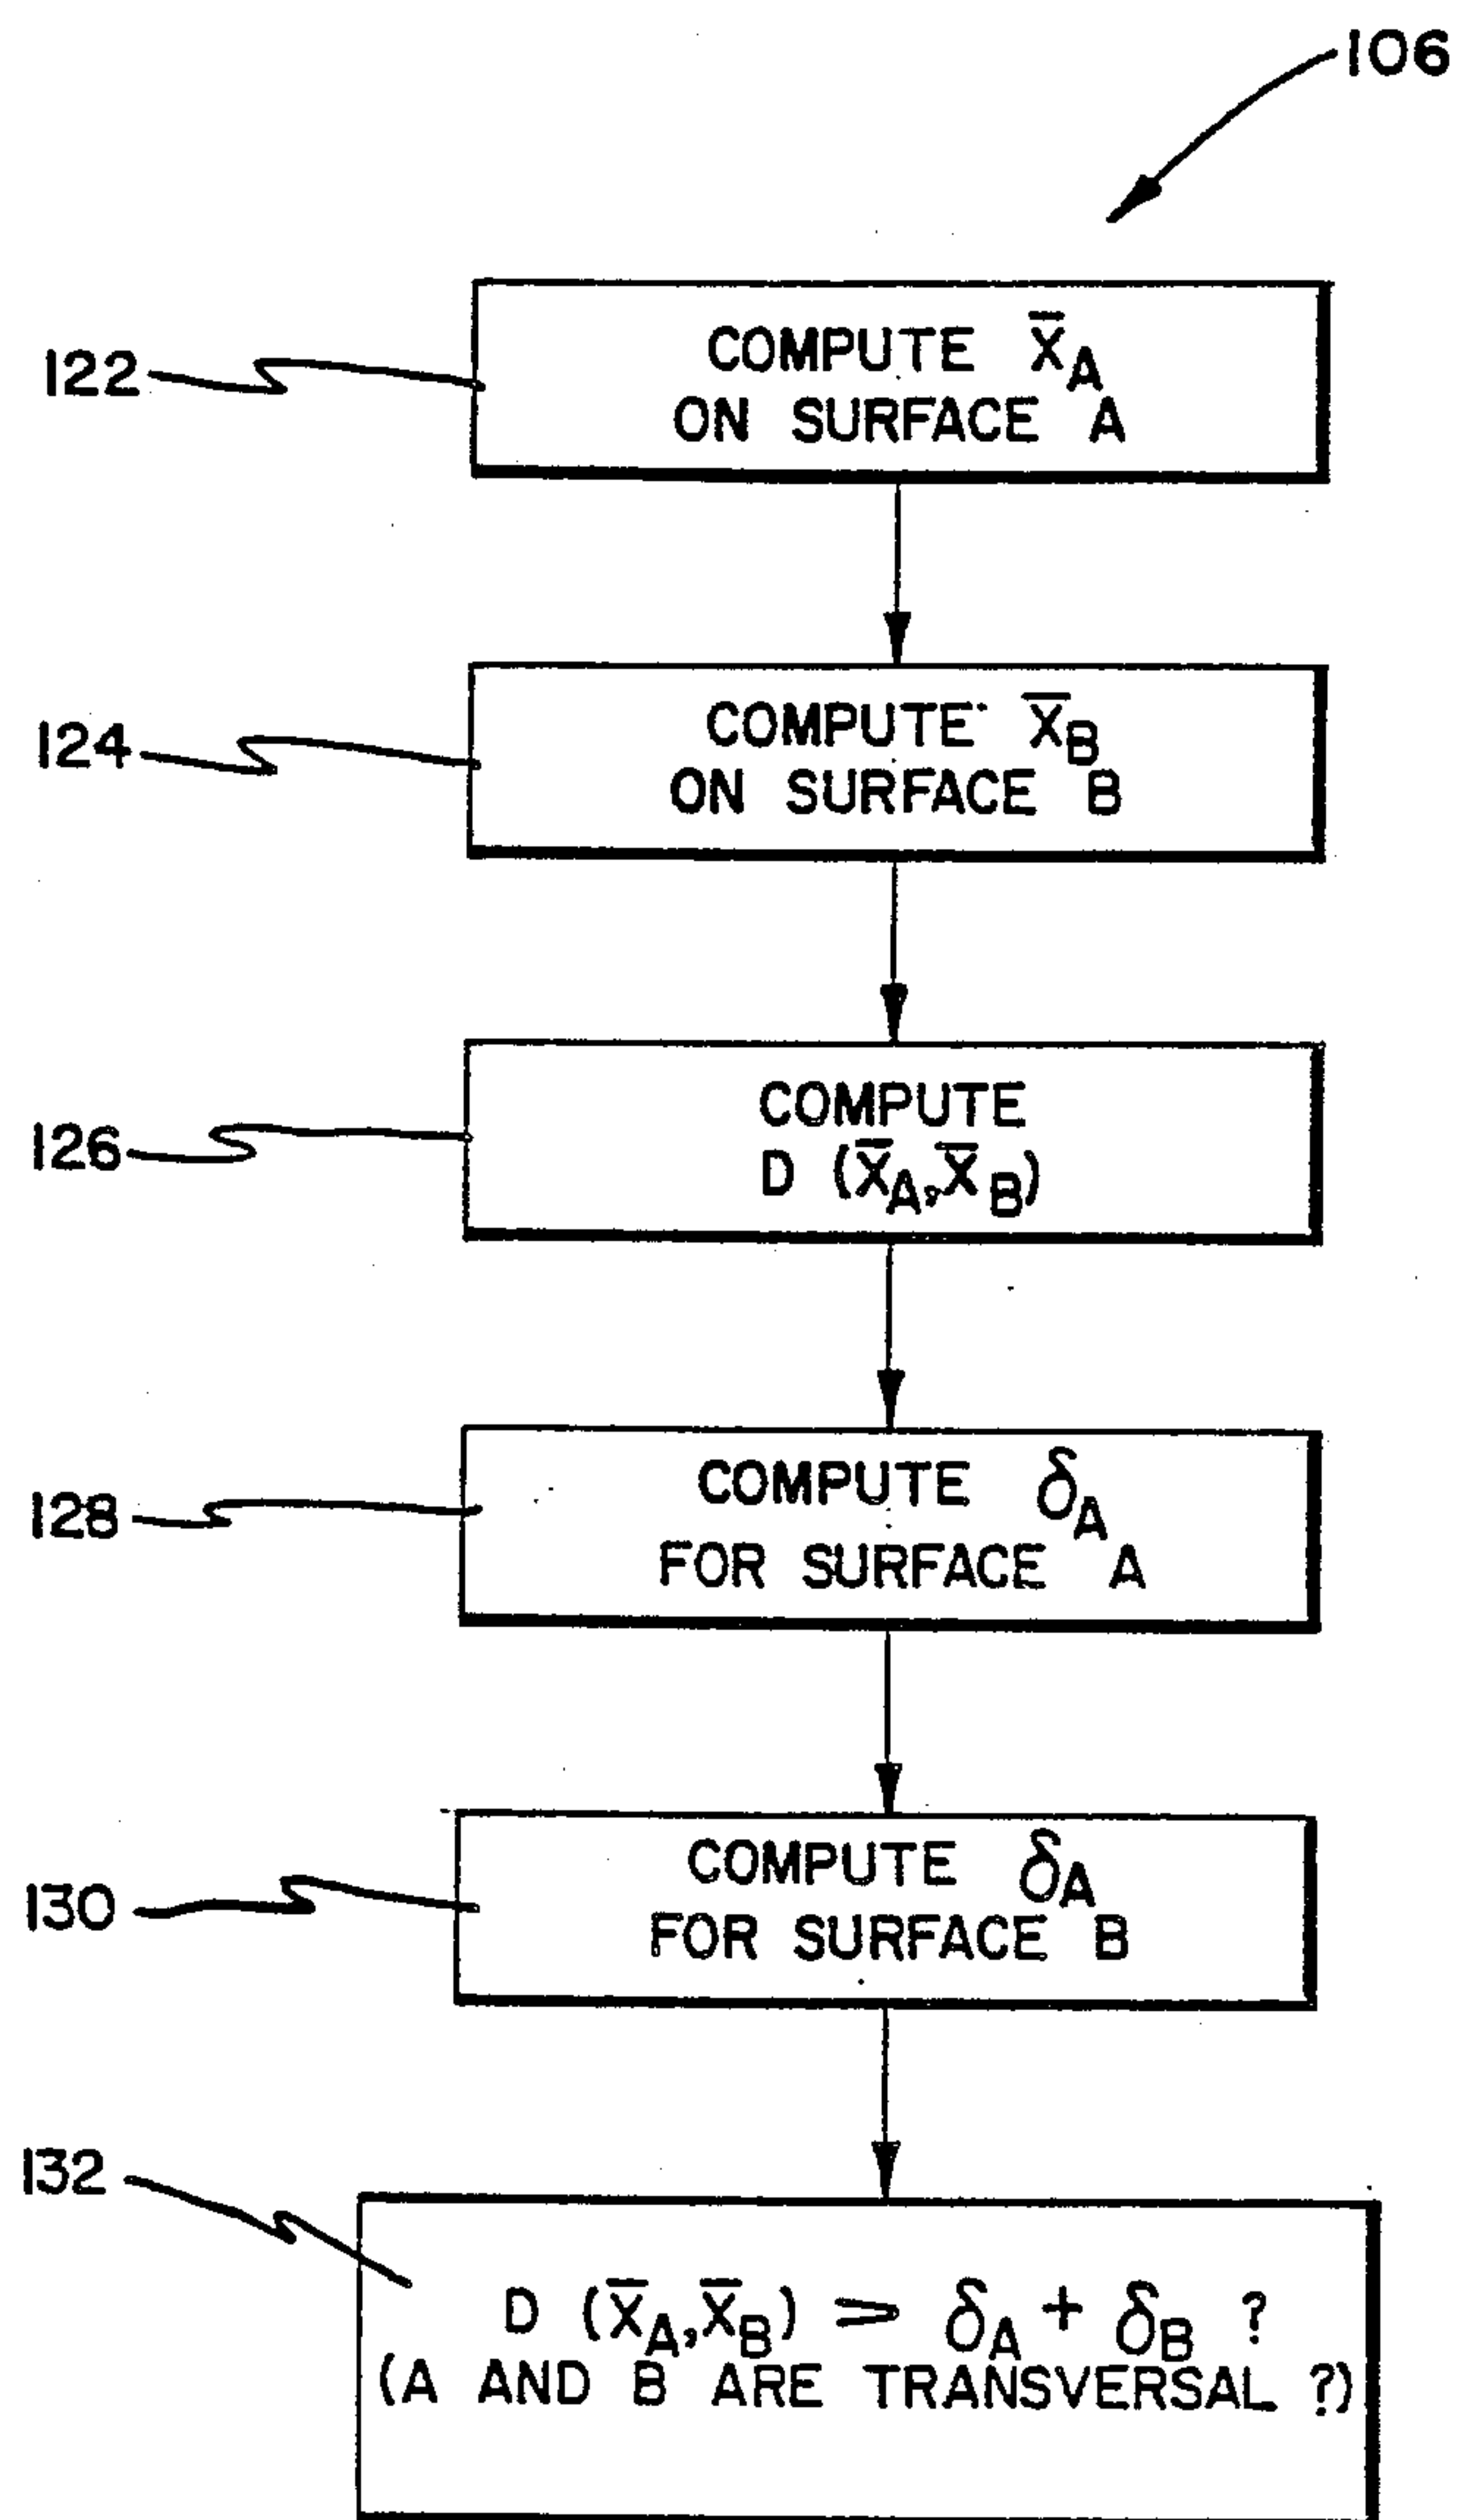 106
122
COMPUTE X̄A
ON SURFACE A
124
COMPUTE X̄B
ON SURFACE B
126
COMPUTE
D (X̄A,X̄B)
128
COMPUTE δA
FOR SURFACE A
130
COMPUTE δA
FOR SURFACE B
132
D (X̄A,X̄B) ⩾ δA + δB ?
(A AND B ARE TRANSVERSAL ?)